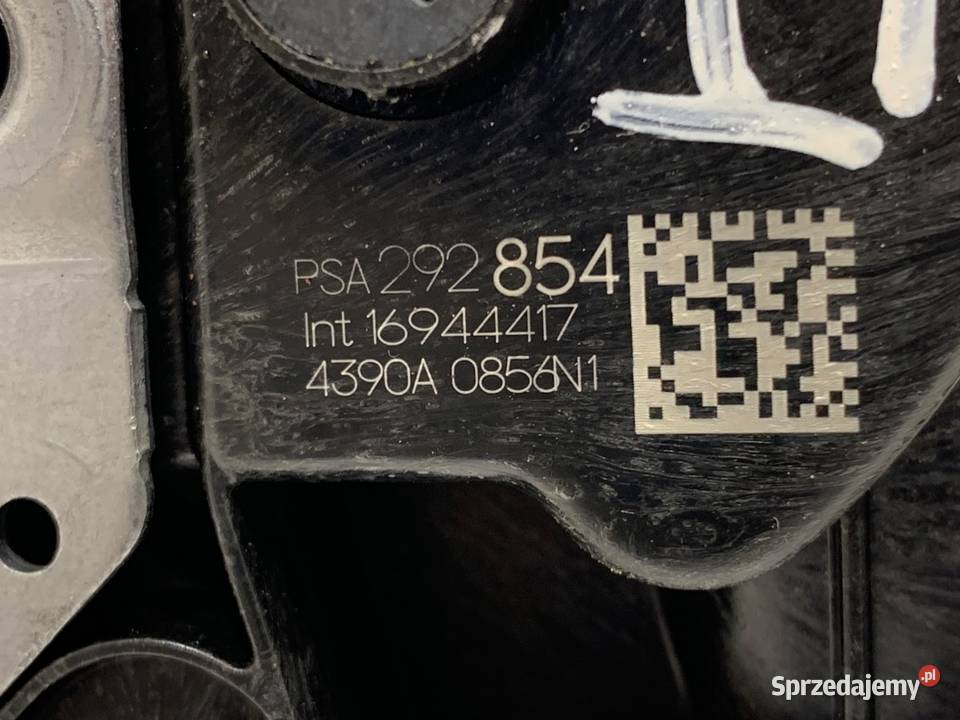 PSA 292 854
Int 16944417
4390A 0856N1
Sprzedajemy.pl